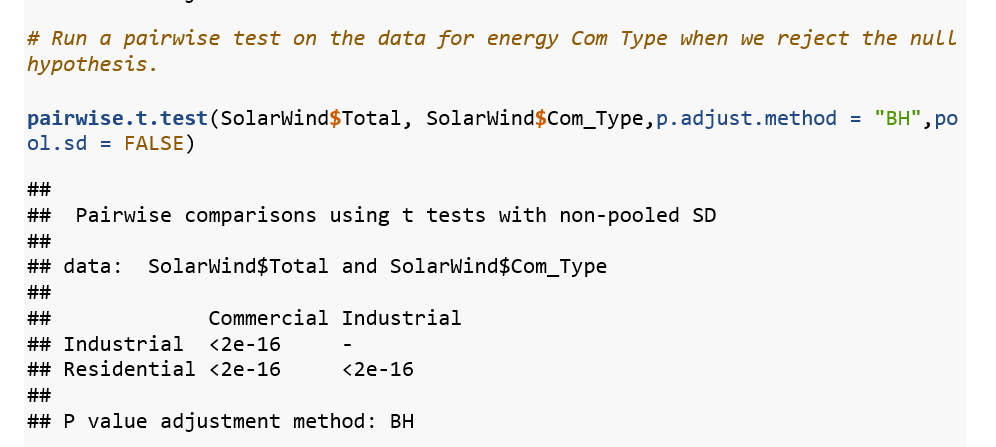 # Run a pairwise test on the data for energy Com Type when we reject the null
hypothesis.
pairwise.t.test(SolarWind$Total, SolarWind$Com_Type,p.adjust.method = "BH",po
ol.sd = FALSE)
##
##  Pairwise comparisons using t tests with non-pooled SD
##
## data:  SolarWind$Total and SolarWind$Com_Type
##
##             Commercial Industrial
## Industrial  <2e-16     -
## Residential <2e-16     <2e-16
##
## P value adjustment method: BH